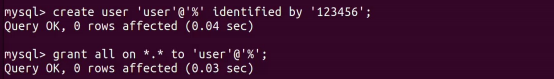 mysql> create user 'user'@'%' identified by '123456';
Query OK, 0 rows affected (0.04 sec)
mysql> grant all on *.* to 'user'@'%';
Query OK, 0 rows affected (0.03 sec)